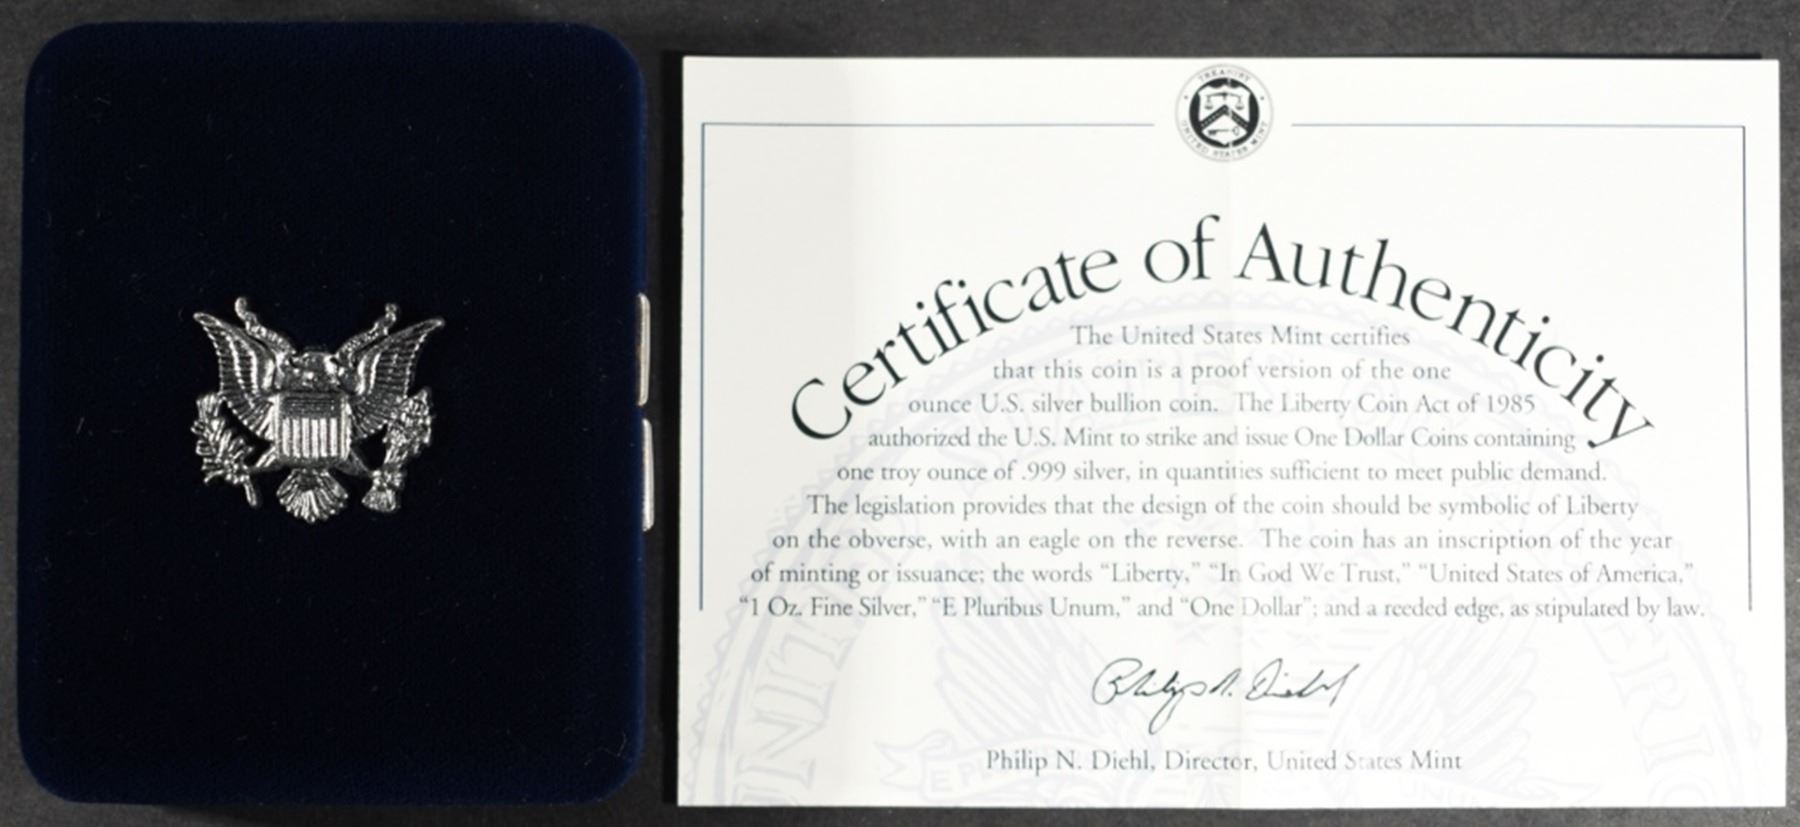 TREASURY
UNITED STATES MINT
Certificate of Authenticity
The United States Mint certifies
that this coin is a proof version of the one
ounce U.S. silver bullion coin. The Liberty Coin Act of 1985
authorized the U.S. Mint to strike and issue One Dollar Coins containing
one troy ounce of .999 silver, in quantities sufficient to meet public demand.
The legislation provides that the design of the coin should be symbolic of Liberty
on the obverse, with an eagle on the reverse. The coin has an inscription of the year
of minting or issuance; the words “Liberty,” “In God We Trust,” “United States of America,”
“1 Oz. Fine Silver,” “E Pluribus Unum,” and “One Dollar”; and a reeded edge, as stipulated by law.
Philip N. Diehl
Philip N. Diehl, Director, United States Mint